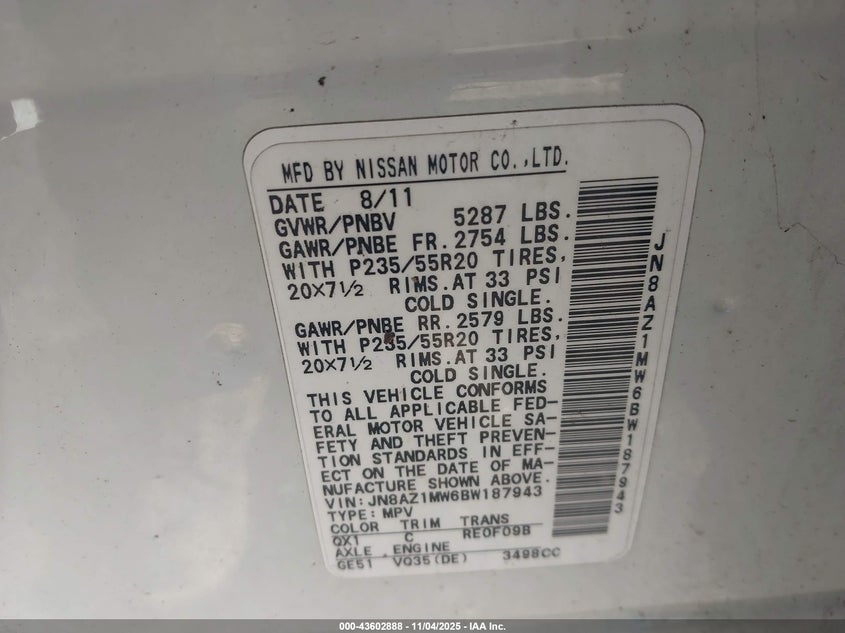 MFD BY NISSAN MOTOR CO.,LTD.
DATE 8/11
GVWR/PNBV 5287 LBS.
GAWR/PNBE FR. 2754 LBS.
WITH P235/55R20 TIRES,
20X7½ RIMS. AT 33 PSI
COLD SINGLE.
GAWR/PNBE RR. 2579 LBS.
WITH P235/55R20 TIRES,
20X7½ RIMS. AT 33 PSI
COLD SINGLE.
THIS VEHICLE CONFORMS
TO ALL APPLICABLE FED-
ERAL MOTOR VEHICLE SA-
FETY AND THEFT PREVEN-
TION STANDARDS IN EFF-
ECT ON THE DATE OF MA-
NUFACTURE SHOWN ABOVE.
VIN:JN8AZ1MW6BW187943
TYPE:MPV
COLOR TRIM TRANS
QX1 C RE0F09B
AXLE ENGINE
GE51 VQ35(DE) 3498CC
JN8AZ1MW6BW187943
000-43602888 - 11/04/2025 - IAA Inc.